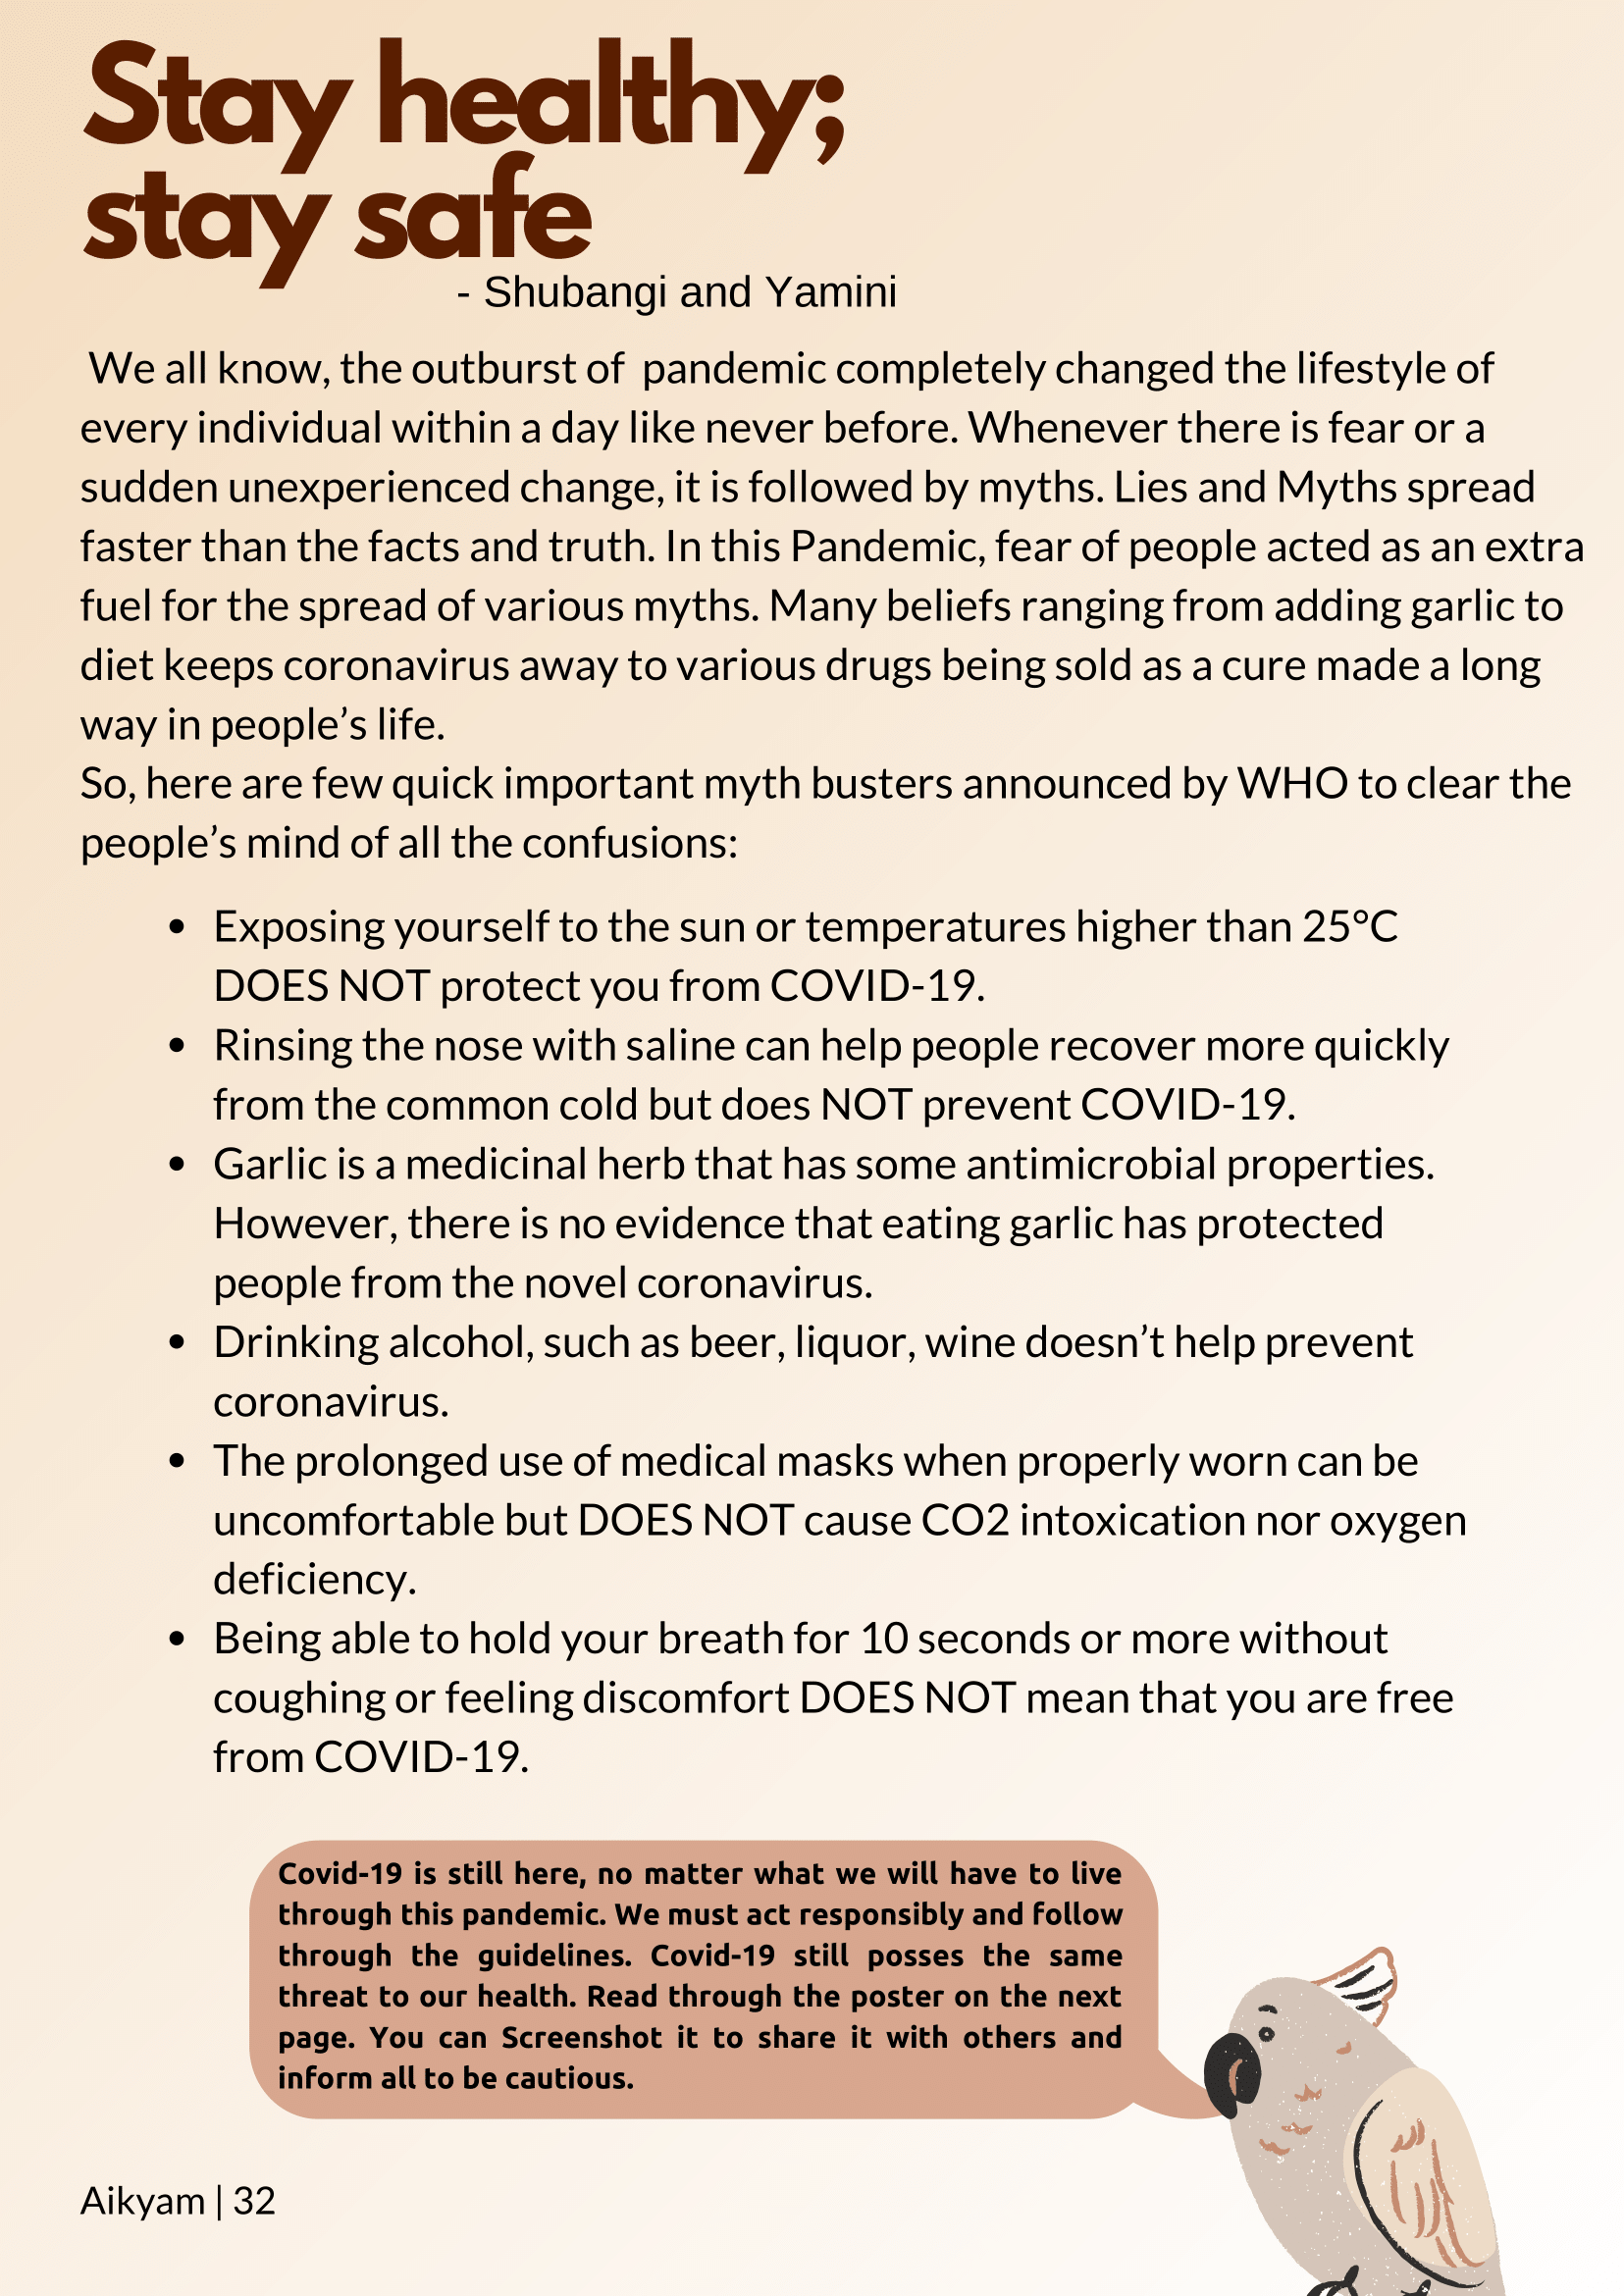 Stay healthy;
stay safe
- Shubangi and Yamini
We all know, the outburst of  pandemic completely changed the lifestyle of
every individual within a day like never before. Whenever there is fear or a
sudden unexperienced change, it is followed by myths. Lies and Myths spread
faster than the facts and truth. In this Pandemic, fear of people acted as an extra
fuel for the spread of various myths. Many beliefs ranging from adding garlic to
diet keeps coronavirus away to various drugs being sold as a cure made a long
way in people’s life.
So, here are few quick important myth busters announced by WHO to clear the
people’s mind of all the confusions:
• Exposing yourself to the sun or temperatures higher than 25°C
DOES NOT protect you from COVID-19.
• Rinsing the nose with saline can help people recover more quickly
from the common cold but does NOT prevent COVID-19.
• Garlic is a medicinal herb that has some antimicrobial properties.
However, there is no evidence that eating garlic has protected
people from the novel coronavirus.
• Drinking alcohol, such as beer, liquor, wine doesn’t help prevent
coronavirus.
• The prolonged use of medical masks when properly worn can be
uncomfortable but DOES NOT cause CO2 intoxication nor oxygen
deficiency.
• Being able to hold your breath for 10 seconds or more without
coughing or feeling discomfort DOES NOT mean that you are free
from COVID-19.
Covid-19 is still here, no matter what we will have to live
through this pandemic. We must act responsibly and follow
through the guidelines. Covid-19 still posses the same
threat to our health. Read through the poster on the next
page. You can Screenshot it to share it with others and
inform all to be cautious.
Aikyam | 32